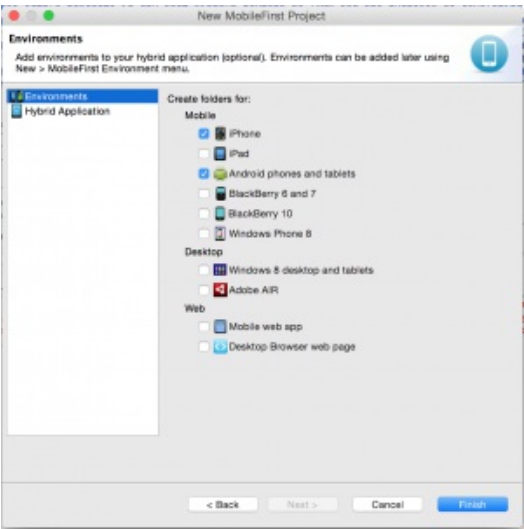 New MobileFirst Project
Environments
Add environments to your hybrid application (optional). Environments can be added later using
New > MobileFirst Environment menu.
Environments
Hybrid Application
Create folders for:
Mobile
iPhone
iPad
Android phones and tablets
BlackBerry 6 and 7
BlackBerry 10
Windows Phone 8
Desktop
Windows 8 desktop and tablets
Adobe AIR
Web
Mobile web app
Desktop Browser web page
< Back
Next >
Cancel
Finish